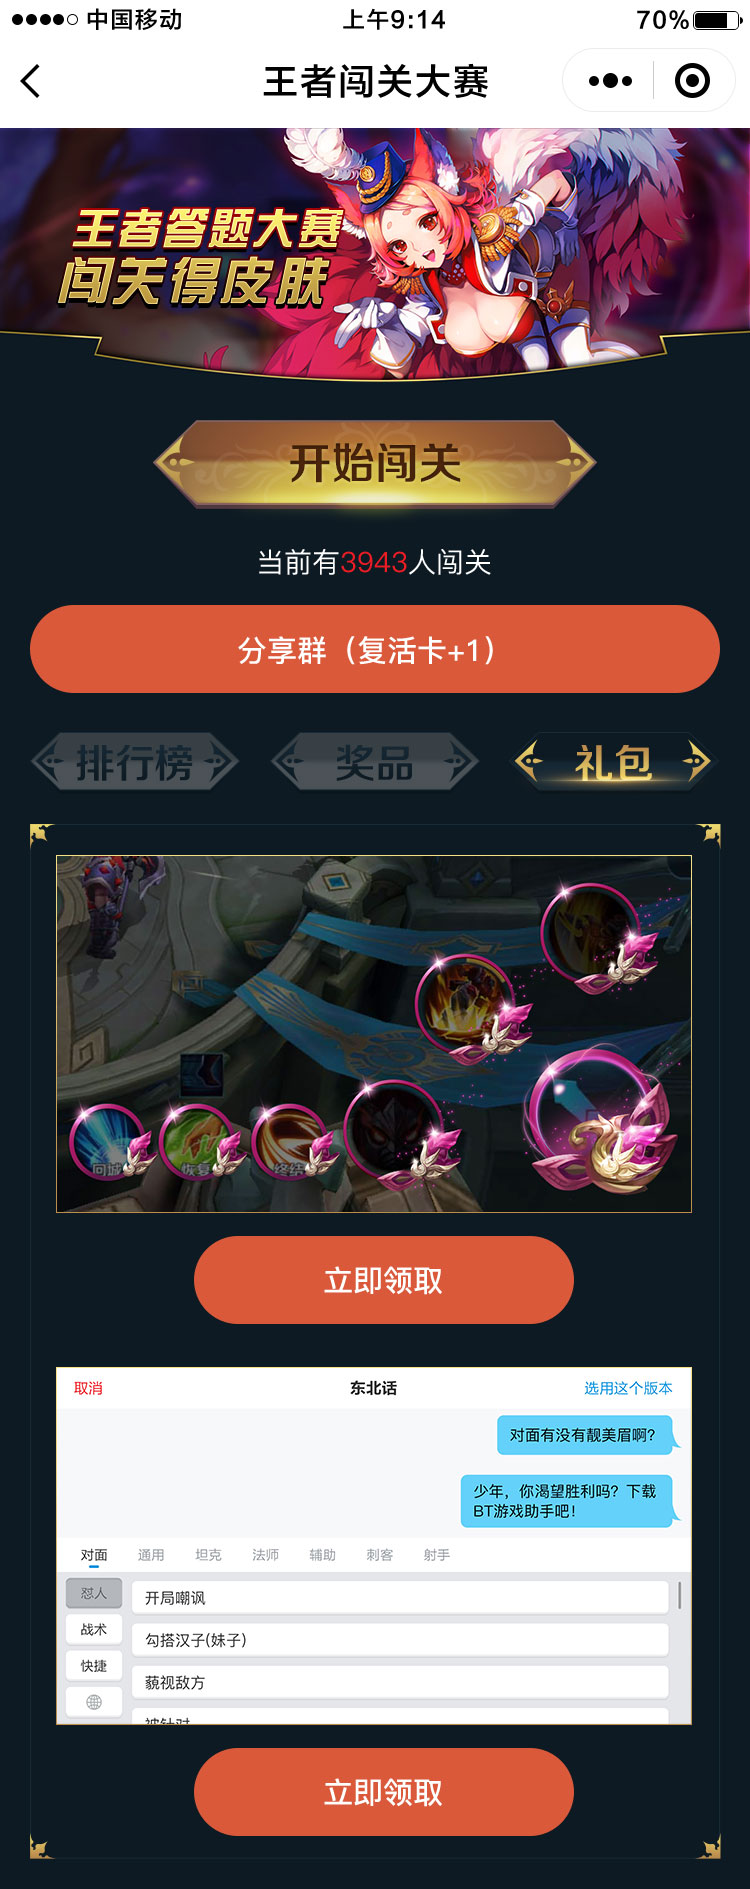 中国移动
上午9:14
70%
王者闯关大赛
王者答题大赛
闯关得皮肤
开始闯关
当前有3943人闯关
分享群（复活卡+1）
排行榜
奖品
礼包
回城
恢复
终结
立即领取
取消
东北话
选用这个版本
对面有没有靓美眉啊?
少年，你渴望胜利吗？下载
BT游戏助手吧！
对面
通用
坦克
法师
辅助
刺客
射手
怼人
开局嘲讽
战术
勾搭汉子(妹子)
快捷
藐视敌方
被针对
立即领取